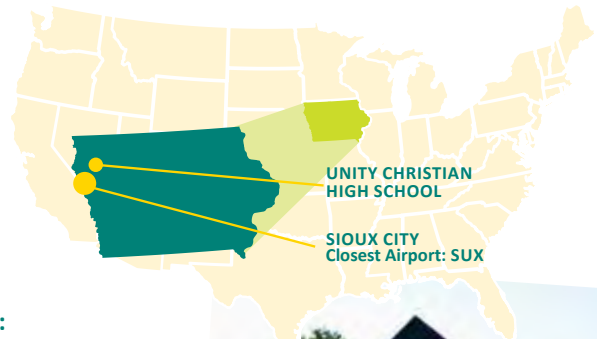 UNITY CHRISTIAN
HIGH SCHOOL
SIOUX CITY
Closest Airport: SUX
: